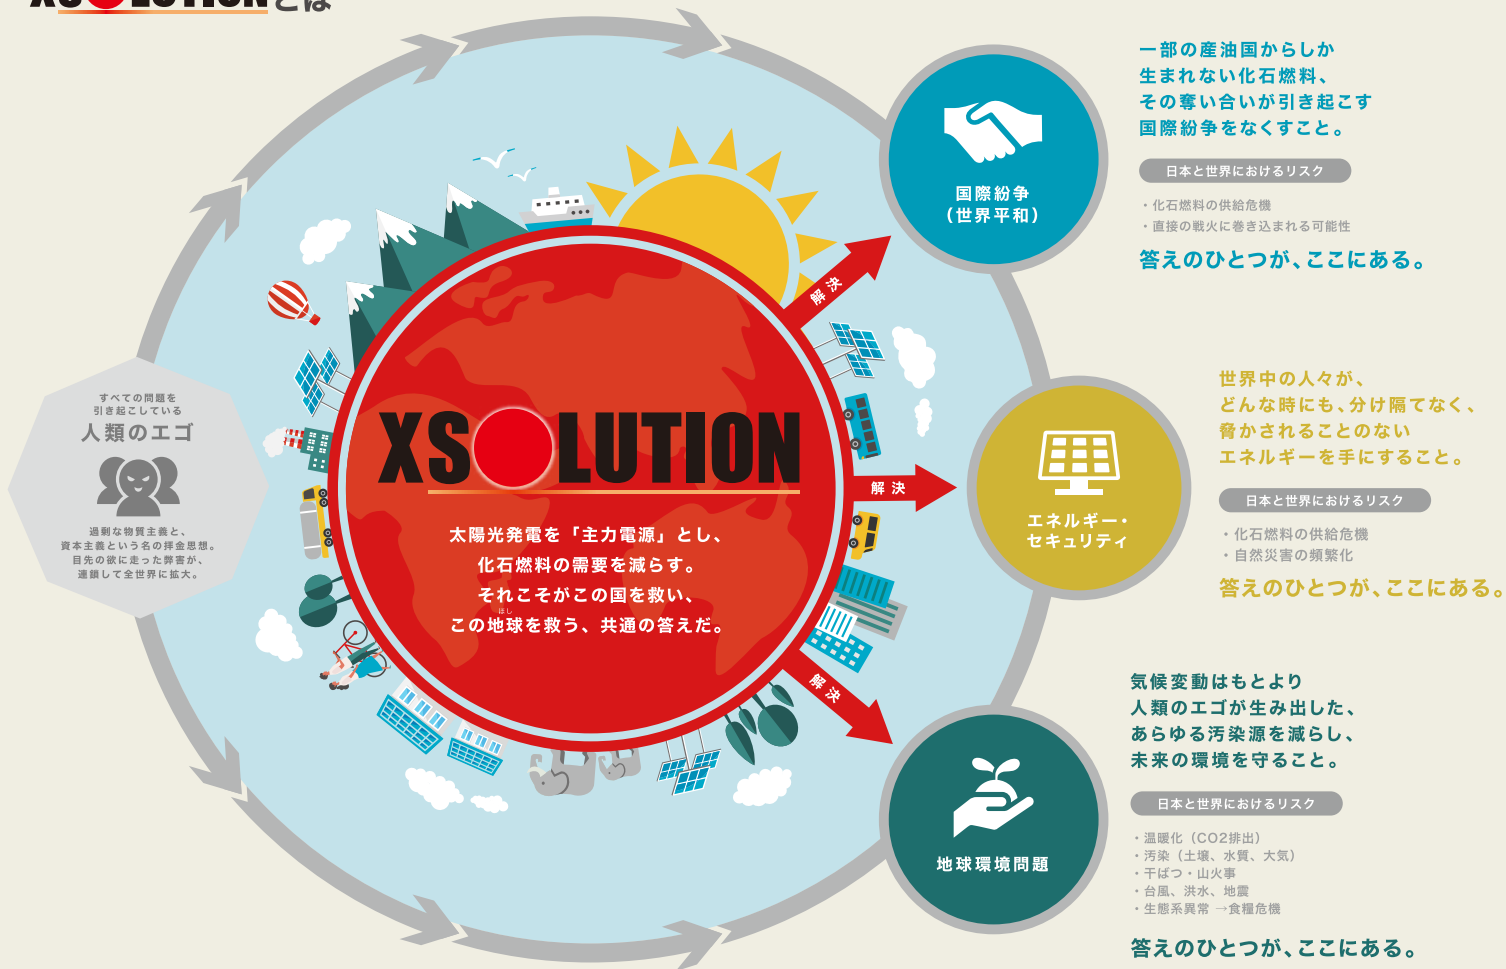 XSOLUTIONとは
すべての問題を
引き起こしている
人類のエゴ
過剰な物質主義と、
資本主義という名の拝金思想。
目先の欲に走った弊害が、
連鎖して全世界に拡大。
XSOLUTION
太陽光発電を「主力電源」とし、
化石燃料の需要を減らす。
それこそがこの国を救い、
ほし
この地球を救う、共通の答えだ。
解決
解決
解決
国際紛争
（世界平和）
一部の産油国からしか
生まれない化石燃料、
その奪い合いが引き起こす
国際紛争をなくすこと。
日本と世界におけるリスク
・化石燃料の供給危機
・直接の戦火に巻き込まれる可能性
答えのひとつが、ここにある。
エネルギー・
セキュリティ
世界中の人々が、
どんな時にも、分け隔てなく、
脅かされることのない
エネルギーを手にすること。
日本と世界におけるリスク
・化石燃料の供給危機
・自然災害の頻繁化
答えのひとつが、ここにある。
地球環境問題
気候変動はもとより
人類のエゴが生み出した、
あらゆる汚染源を減らし、
未来の環境を守ること。
日本と世界におけるリスク
・温暖化（CO2排出）
・汚染（土壌、水質、大気）
・干ばつ・山火事
・台風、洪水、地震
・生態系異常 →食糧危機
答えのひとつが、ここにある。